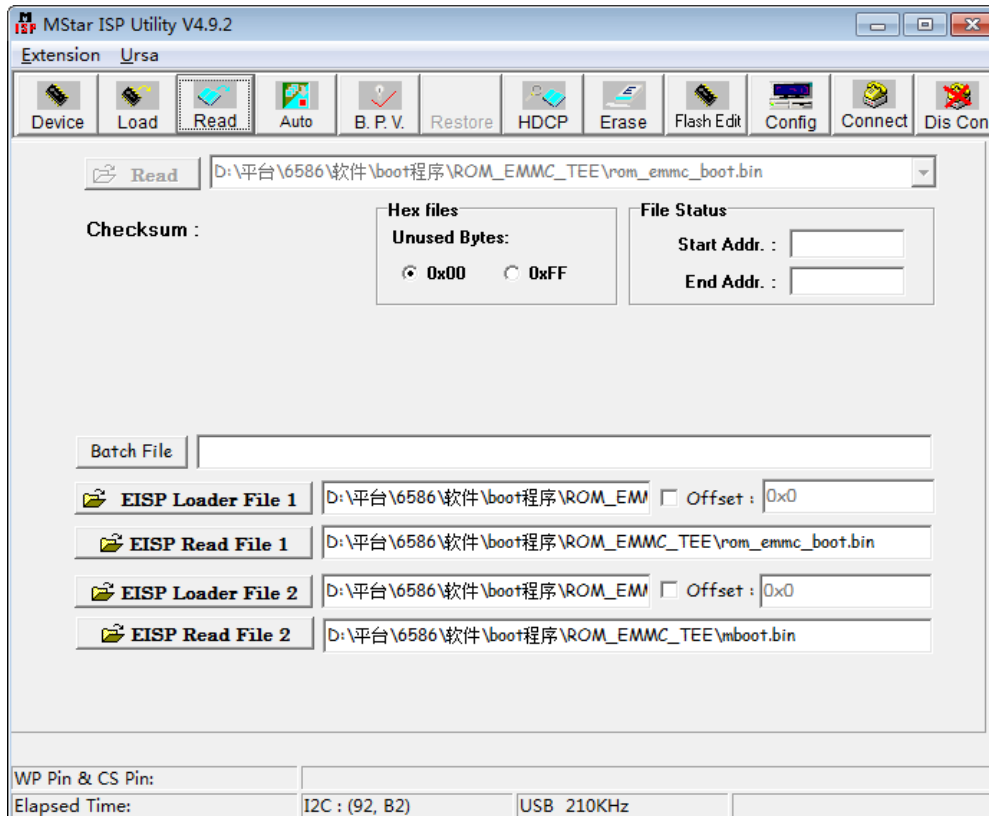 M ISP MStar ISP Utility V4.9.2
Extension Ursa
Device Load Read Auto B. P. V. Restore HDCP Erase Flash Edit Config Connect Dis Con
Read D:\平台\6586\软件\boot程序\ROM_EMMC_TEE\rom_emmc_boot.bin
Checksum :
Hex files
Unused Bytes:
0x00 0xFF
File Status
Start Addr. :
End Addr. :
Batch File
EISP Loader File 1 D:\平台\6586\软件\boot程序\ROM_EMM Offset : 0x0
EISP Read File 1 D:\平台\6586\软件\boot程序\ROM_EMMC_TEE\rom_emmc_boot.bin
EISP Loader File 2 D:\平台\6586\软件\boot程序\ROM_EMM Offset : 0x0
EISP Read File 2 D:\平台\6586\软件\boot程序\ROM_EMMC_TEE\mboot.bin
WP Pin & CS Pin:
Elapsed Time: I2C : (92, B2) USB 210KHz